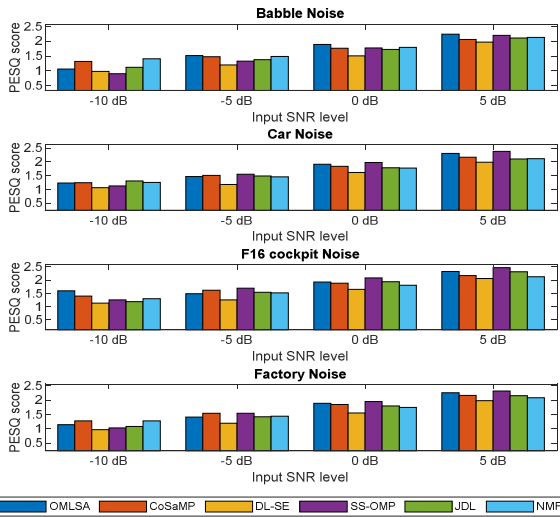 Babble Noise
PESQ score
2.5
2
1.5
1
0.5
-10 dB -5 dB 0 dB 5 dB
Input SNR level
Car Noise
PESQ score
2.5
2
1.5
1
0.5
-10 dB -5 dB 0 dB 5 dB
Input SNR level
F16 cockpit Noise
PESQ score
2.5
2
1.5
1
0.5
-10 dB -5 dB 0 dB 5 dB
Input SNR level
Factory Noise
PESQ score
2.5
2
1.5
1
0.5
-10 dB -5 dB 0 dB 5 dB
Input SNR level
OMLSA CoSaMP DL-SE SS-OMP JDL NMF